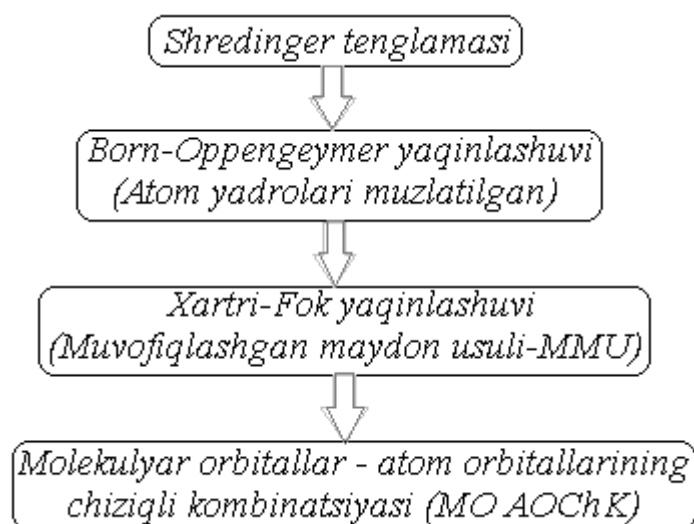 Shredinger tenglamasi
Born-Oppengeymer yaqinlashuvi
(Atom yadrolari muzlatilgan)
Xartri-Fok yaqinlashuvi
(Muvofiqlashgan maydon usuli-MMU)
Molekulyar orbitallar - atom orbitallarining
chiziqli kombinatsiyasi (MO AOChK)